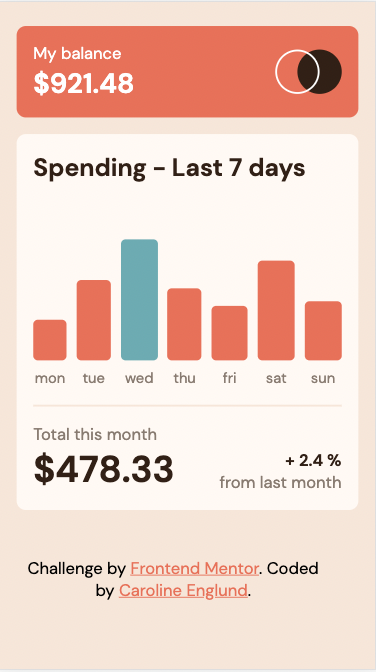 My balance
$921.48
Spending - Last 7 days
mon tue wed thu fri sat sun
Total this month
$478.33
+ 2.4 %
from last month
Challenge by Frontend Mentor. Coded
by Caroline Englund.